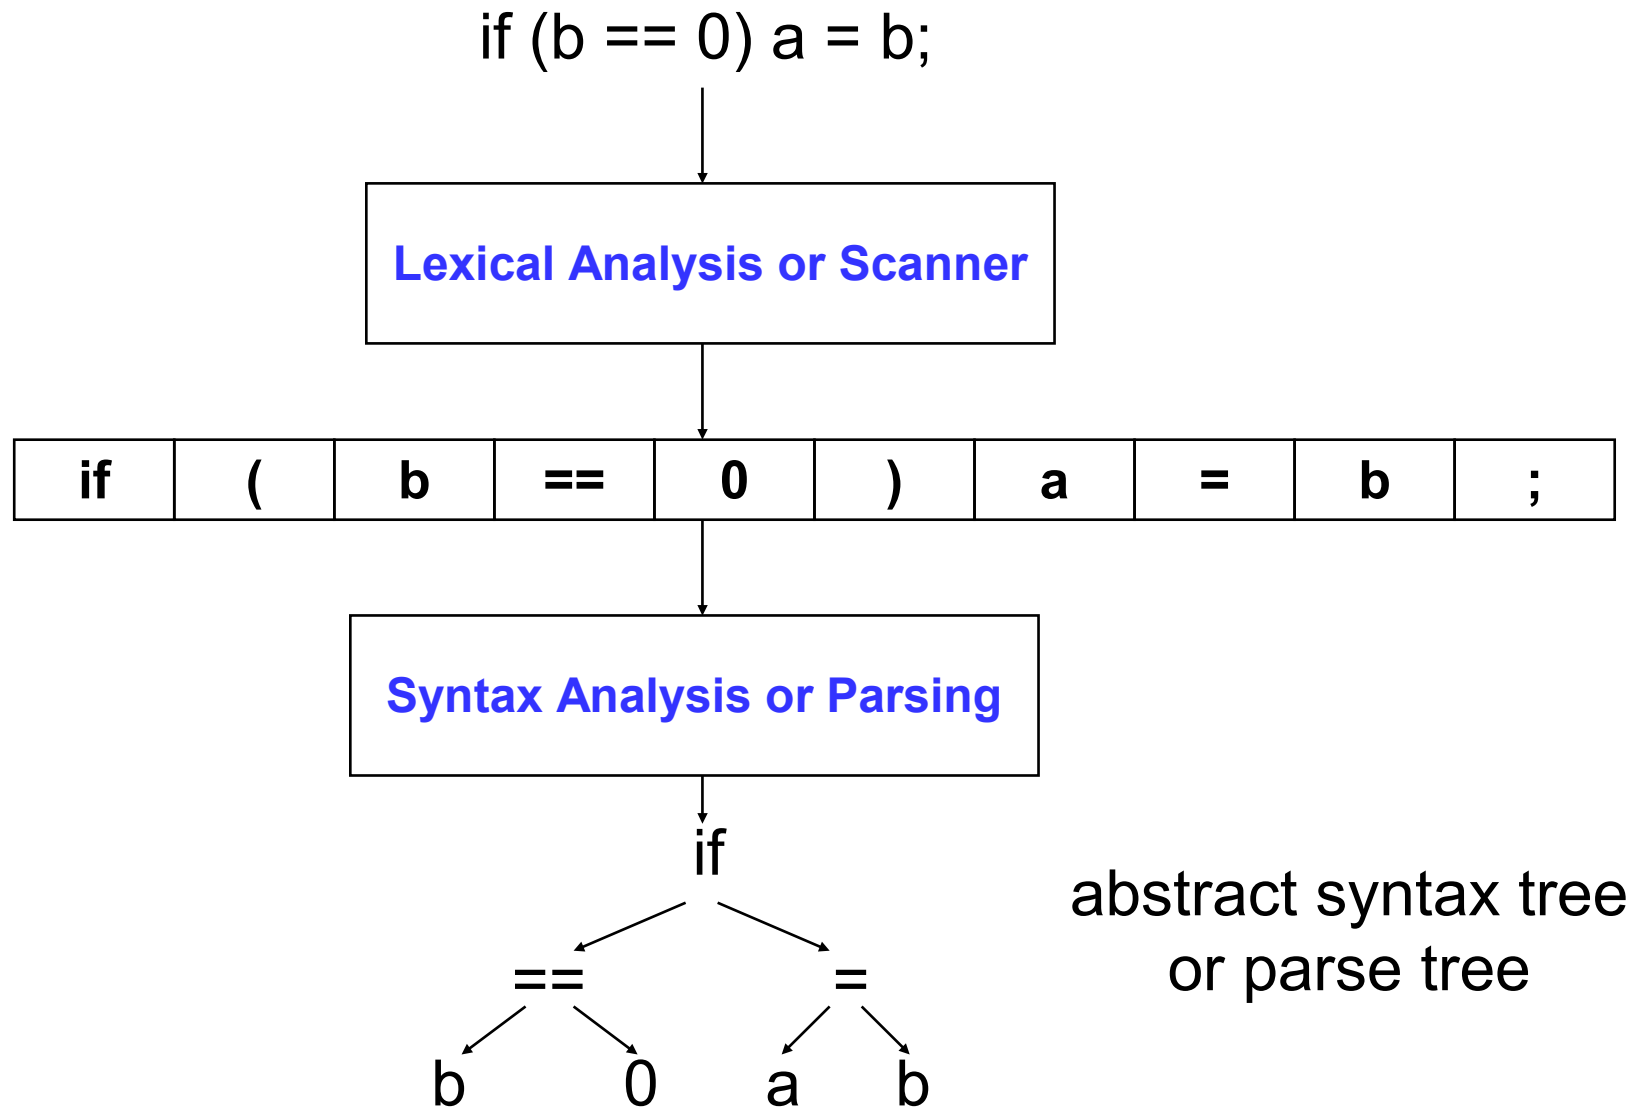 if (b == 0) a = b;
Lexical Analysis or Scanner
if ( b == 0 ) a = b ;
Syntax Analysis or Parsing
if
abstract syntax tree
or parse tree
== =
b 0 a b